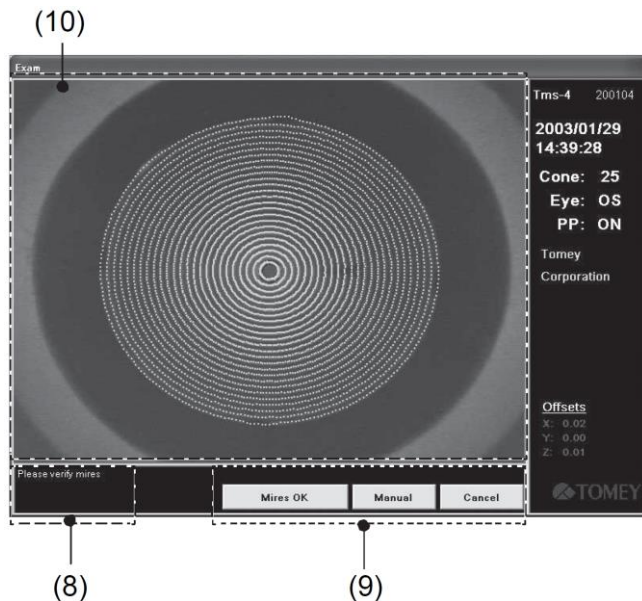 (10)
Exam
Tms-4 200104
2003/01/29
14:39:28
Cone: 25
Eye: OS
PP: ON
Tomey
Corporation
Offsets
X: 0.02
Y: 0.00
Z: 0.01
Please verify mires
Mires OK Manual Cancel
TOMEY
(8) (9)